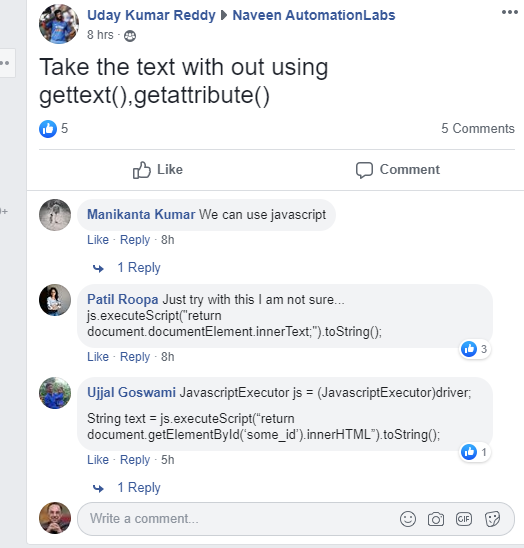 Uday Kumar Reddy ▶ Naveen AutomationLabs
8 hrs ·
Take the text with out using
gettext(),getattribute()
5
5 Comments
Like
Comment
Manikanta Kumar We can use javascript
Like · Reply · 8h
1 Reply
Patil Roopa Just try with this I am not sure...
js.executeScript("return
document.documentElement.innerText;").toString();
3
Like · Reply · 8h
Ujjal Goswami JavascriptExecutor js = (JavascriptExecutor)driver;
String text = js.executeScript(“return
document.getElementById(‘some_id’).innerHTML”).toString();
1
Like · Reply · 5h
1 Reply
Write a comment...
GIF